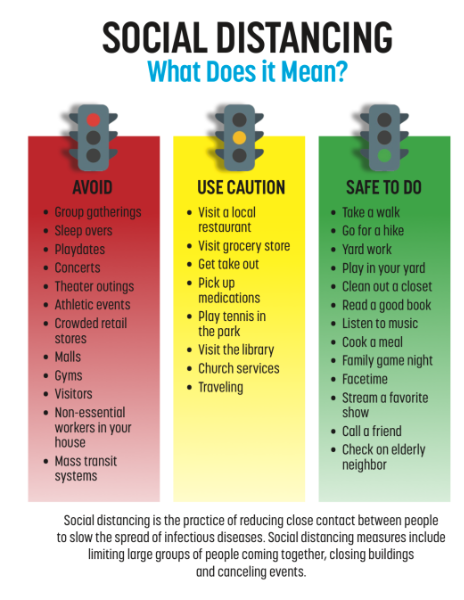 SOCIAL DISTANCING
What Does it Mean?
AVOID
• Group gatherings
• Sleep overs
• Playdates
• Concerts
• Theater outings
• Athletic events
• Crowded retail
stores
• Malls
• Gyms
• Visitors
• Non-essential
workers in your
house
• Mass transit
systems
USE CAUTION
• Visit a local
restaurant
• Visit grocery store
• Get take out
• Pick up
medications
• Play tennis in
the park
• Visit the library
• Church services
• Traveling
SAFE TO DO
• Take a walk
• Go for a hike
• Yard work
• Play in your yard
• Clean out a closet
• Read a good book
• Listen to music
• Cook a meal
• Family game night
• Facetime
• Stream a favorite
show
• Call a friend
• Check on elderly
neighbor
Social distancing is the practice of reducing close contact between people
to slow the spread of infectious diseases. Social distancing measures include
limiting large groups of people coming together, closing buildings
and canceling events.